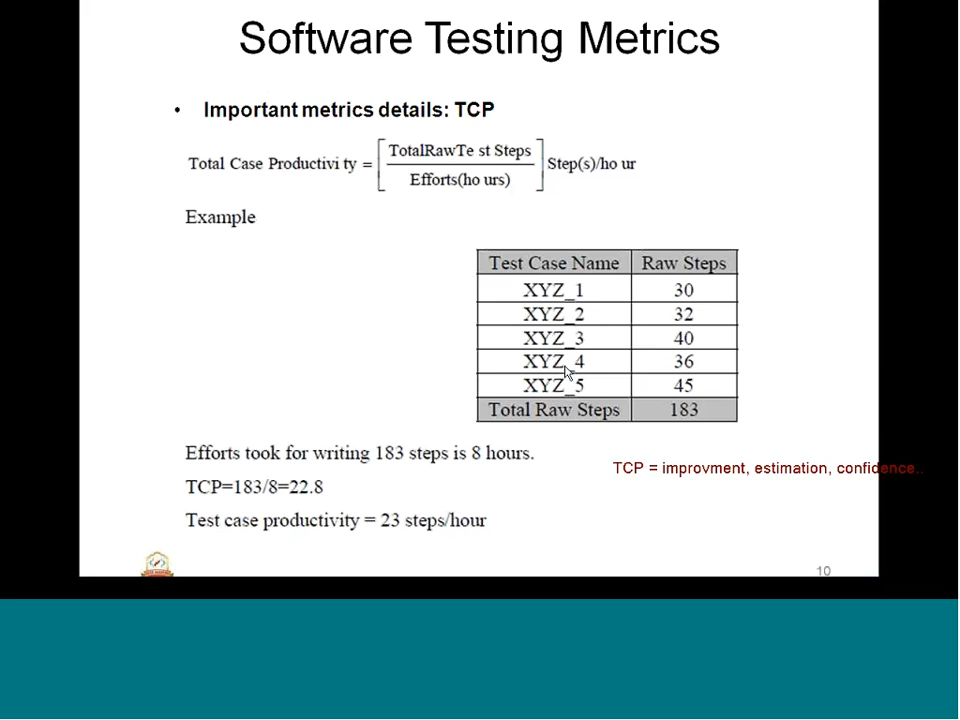 Software Testing Metrics
• Important metrics details: TCP
Total Case Productivi ty = [ TotalRawTe st Steps / Efforts(ho urs) ] Step(s)/ho ur
Example
Test Case Name Raw Steps
XYZ_1 30
XYZ_2 32
XYZ_3 40
XYZ_4 36
XYZ_5 45
Total Raw Steps 183
Efforts took for writing 183 steps is 8 hours.
TCP = improvment, estimation, confidence..
TCP=183/8=22.8
Test case productivity = 23 steps/hour
10